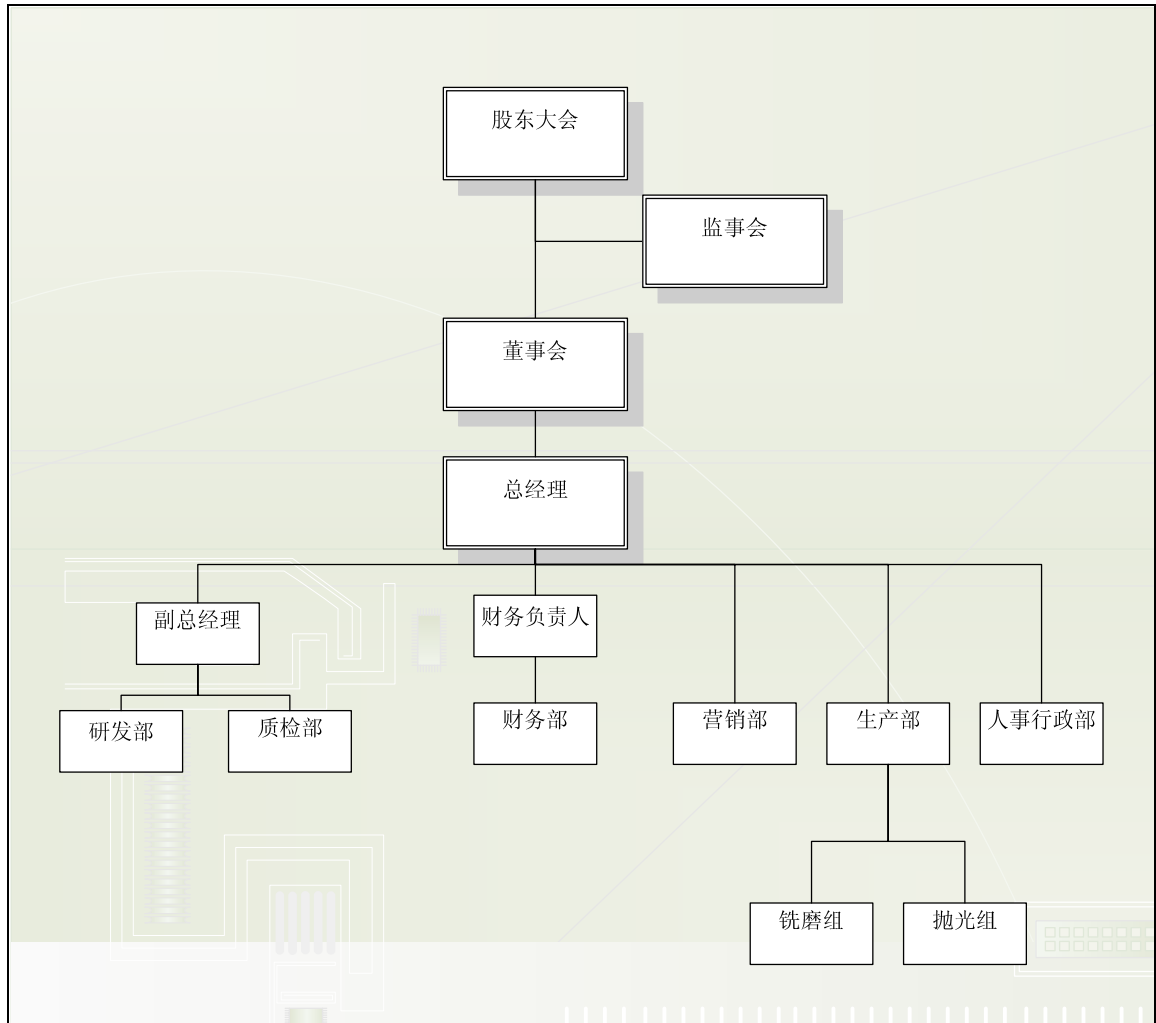 股东大会
监事会
董事会
总经理
副总经理
财务负责人
研发部
质检部
财务部
营销部
生产部
人事行政部
铣磨组
抛光组